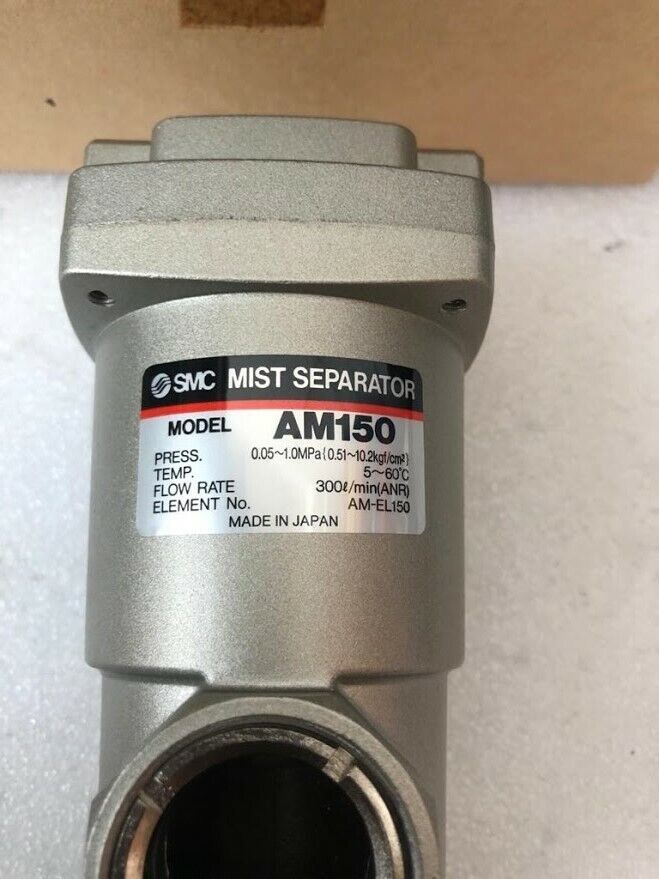 SMC MIST SEPARATOR
MODEL AM150
PRESS. 0.05~1.0MPa{0.51~10.2kgf/cm²}
TEMP. 5~60°C
FLOW RATE 300ℓ/min(ANR)
ELEMENT No. AM-EL150
MADE IN JAPAN